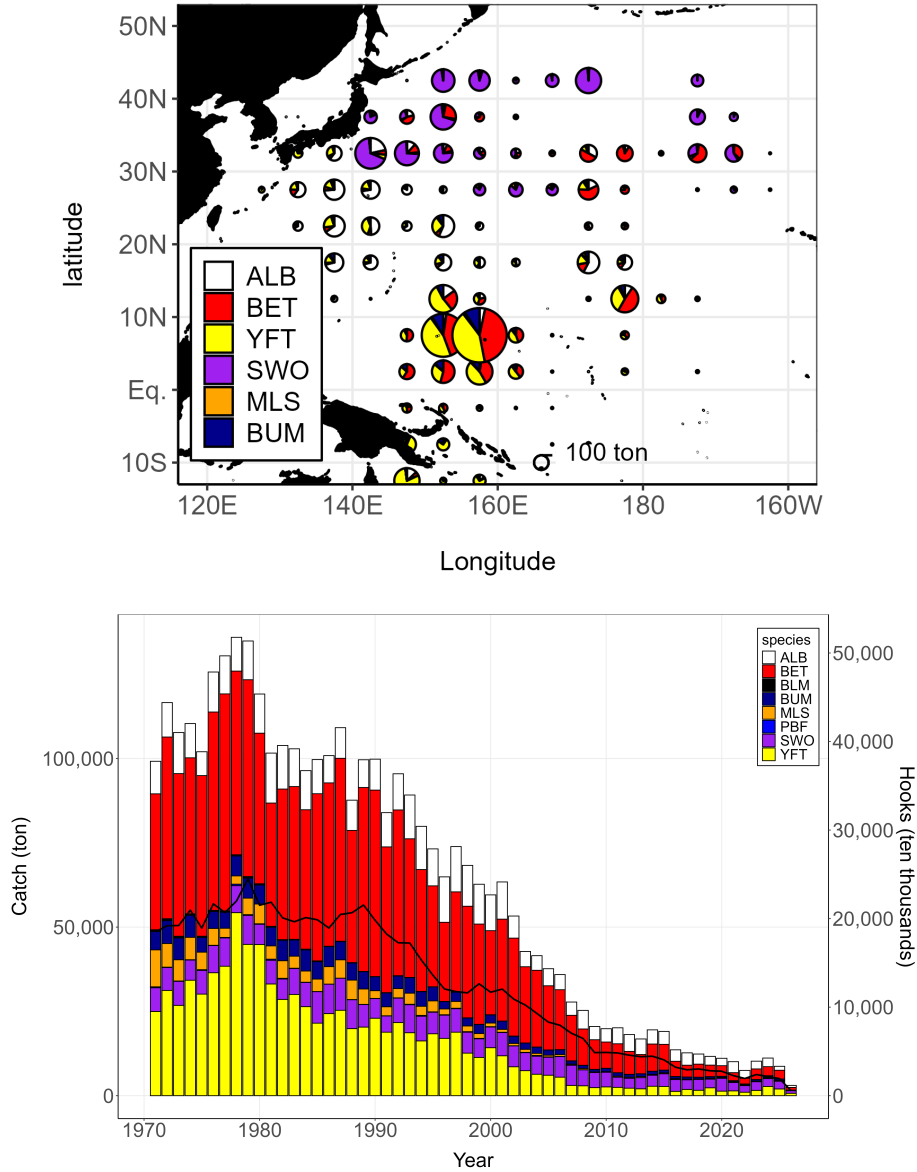 50N
40N
30N
20N
10N
Eq.
10S
latitude
ALB
BET
YFT
SWO
MLS
BUM
100 ton
120E
140E
160E
180
160W
Longitude
species
ALB
BET
BLM
BUM
MLS
PBF
SWO
YFT
100,000
50,000
0
Catch (ton)
50,000
40,000
30,000
20,000
10,000
0
Hooks (ten thousands)
1970
1980
1990
2000
2010
2020
Year